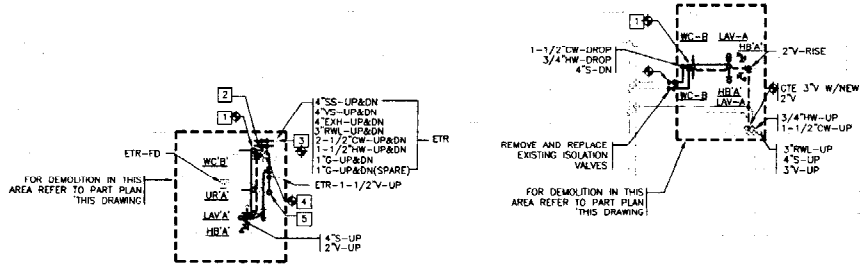 2
1
4"SS-UP&DN
4"VS-UP&DN
4"EXH-UP&DN
3"RWL-UP&DN
2-1/2"CW-UP&DN
1-1/2"HW-UP&DN
1"G-UP&DN
1"G-UP&DN(SPARE)
ETR
3
ETR-FD
WC'B'
ETR-1-1/2"V-UP
FOR DEMOLITION IN THIS
AREA REFER TO PART PLAN
THIS DRAWING
UR'A'
4
LAV'A'
5
HB'A'
4"S-UP
2"V-UP
1
WC-B LAV-A
HB'A'
2"V-RISE
1-1/2"CW-DROP
3/4"HW-DROP
4"S-DN
WC-B
HB'A'
LAV-A
CTE 3"V W/NEW
2"V
3/4"HW-UP
1-1/2"CW-UP
REMOVE AND REPLACE
EXISTING ISOLATION
VALVES
3"RWL-UP
4"S-UP
3"V-UP
FOR DEMOLITION IN THIS
AREA REFER TO PART PLAN
THIS DRAWING